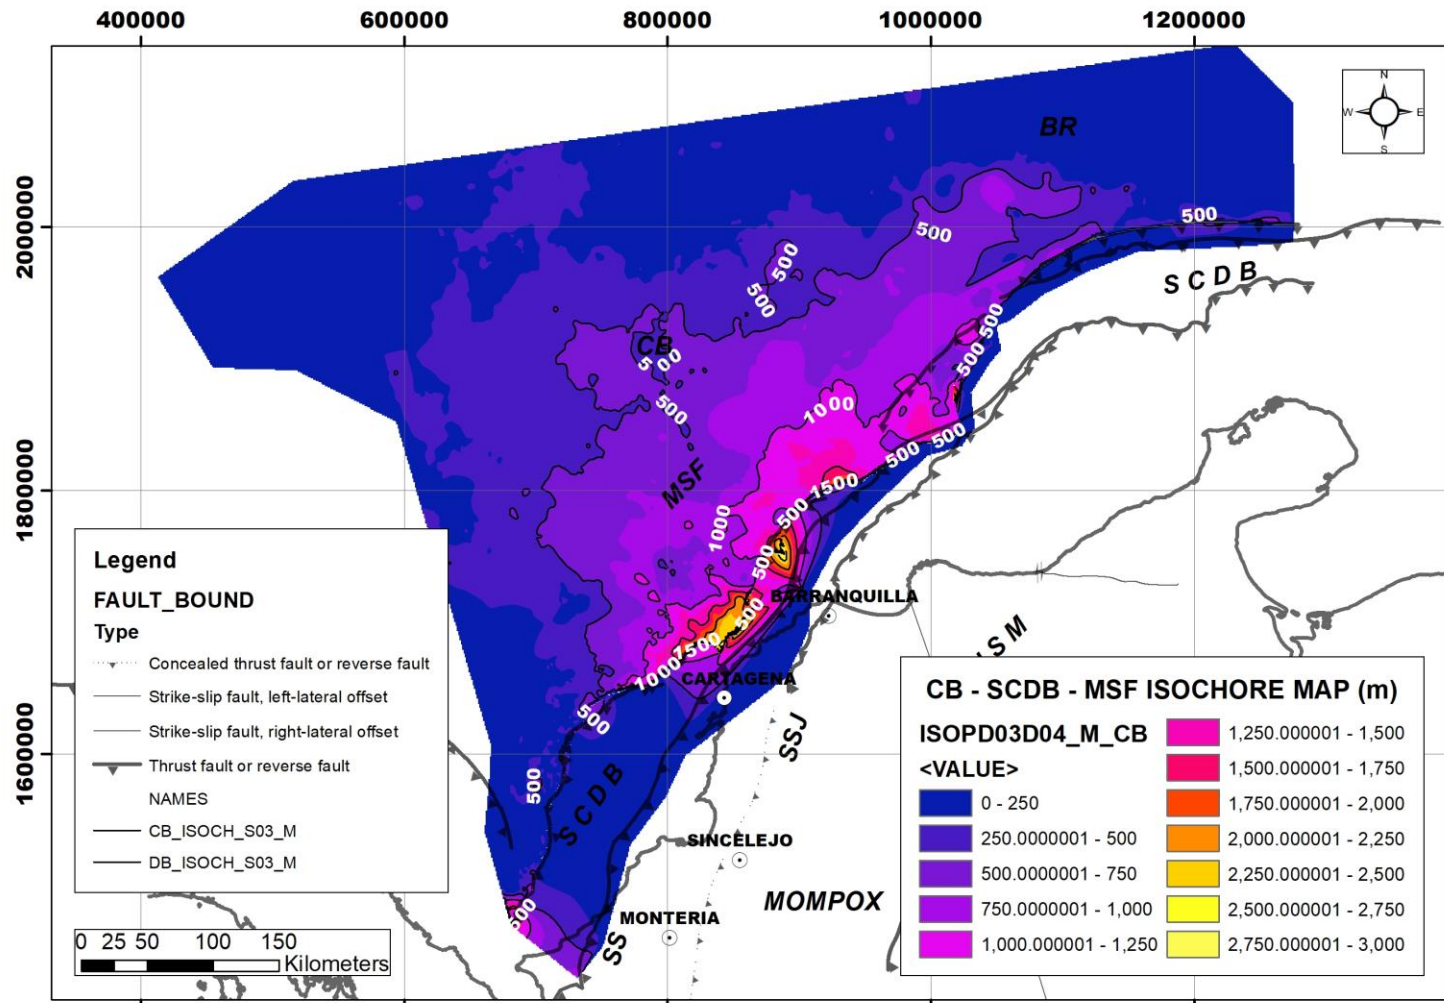 400000 600000 800000 1000000 1200000
N
W E
S
BR
2000000
500
500
500
500
SCDB
500
CB
500
500
500
1000
500
500
MSF
1800000
1500
500
1000
500
500
BARRANQUILLA
1500
1000
CARTAGENA
500
SSJ
1600000
500
SCDB
SINCELEJO
MOMPOX
500
MONTERIA
SS
Legend
FAULT_BOUND
Type
Concealed thrust fault or reverse fault
Strike-slip fault, left-lateral offset
Strike-slip fault, right-lateral offset
Thrust fault or reverse fault
NAMES
CB_ISOCH_S03_M
DB_ISOCH_S03_M
0 25 50 100 150
Kilometers
CB - SCDB - MSF ISOCHORE MAP (m)
ISOPD03D04_M_CB
<VALUE>
0 - 250
250.0000001 - 500
500.0000001 - 750
750.0000001 - 1,000
1,000.000001 - 1,250
1,250.000001 - 1,500
1,500.000001 - 1,750
1,750.000001 - 2,000
2,000.000001 - 2,250
2,250.000001 - 2,500
2,500.000001 - 2,750
2,750.000001 - 3,000